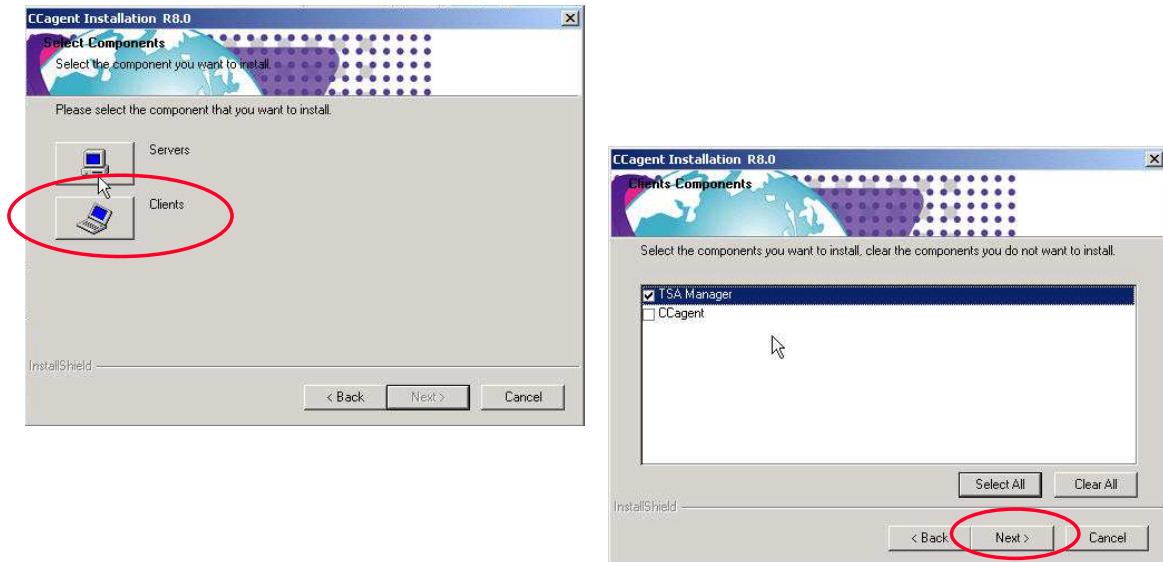 CCagent Installation R8.0
Select Components
Select the component you want to install.
Please select the component that you want to install.
Servers
Clients
InstallShield
< Back
Next >
Cancel
CCagent Installation R8.0
Clients Components
Select the components you want to install, clear the components you do not want to install.
TSA Manager
CCagent
Select All
Clear All
InstallShield
< Back
Next >
Cancel